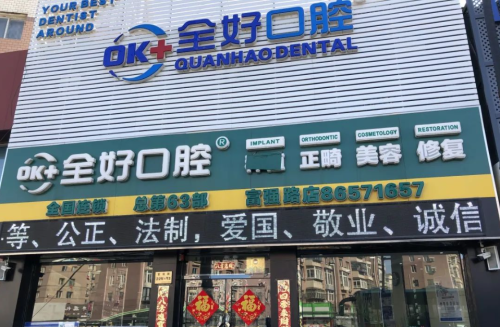 YOUR BEST
DENTIST
AROUND
OK+ 全好口腔
QUANHAODENTAL
OK+ 全好口腔®
IMPLANT ORTHODONTIC COSMETOLOGY RESTORATION
正畸 美容 修复
全国连锁 总第63部 富强路店86571657
等、公正、法制,爱国、敬业、诚信
福 福